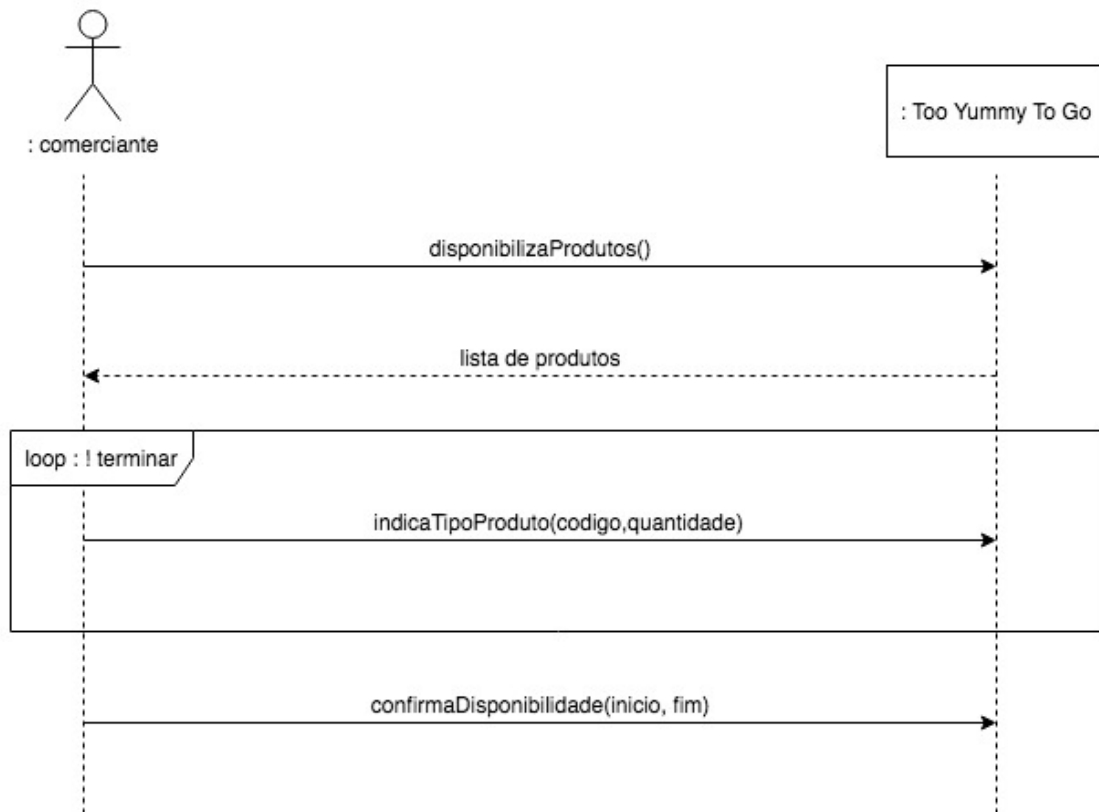 : comerciante
: Too Yummy To Go
disponibilizaProdutos()
lista de produtos
loop : ! terminar
indicaTipoProduto(codigo,quantidade)
confirmaDisponibilidade(inicio, fim)